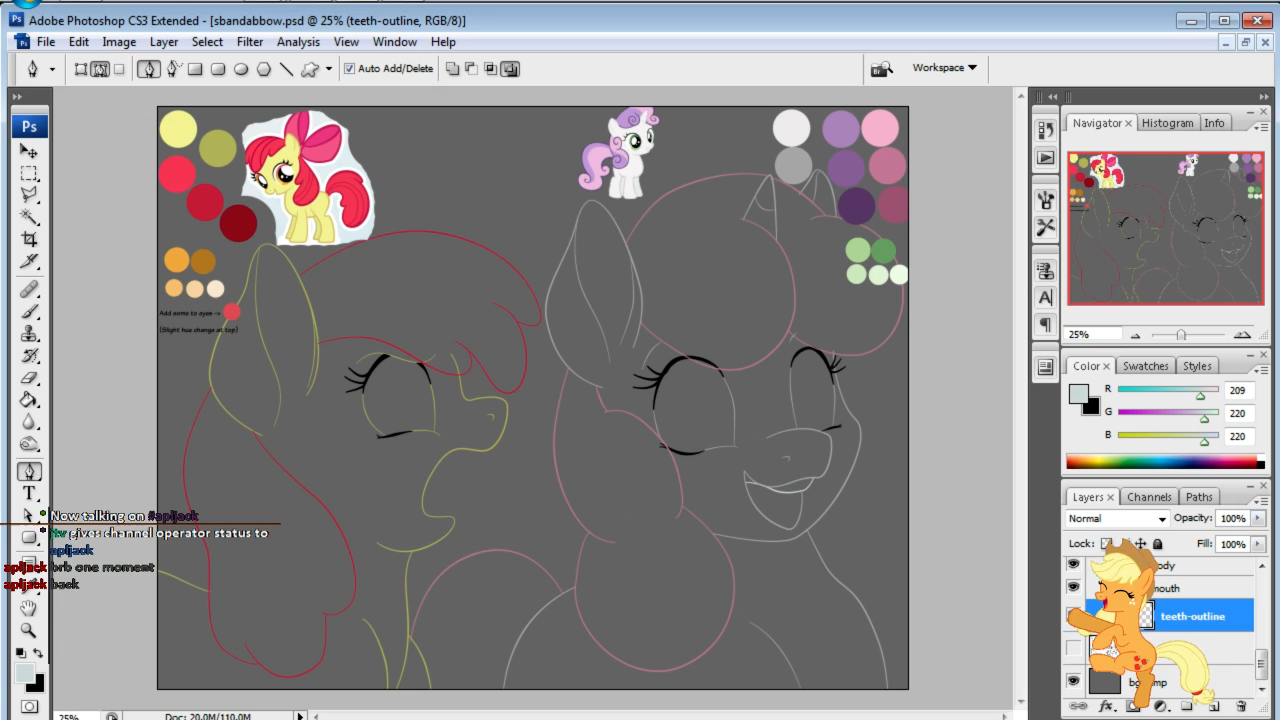 Adobe Photoshop CS3 Extended - [sbandabbow.psd @ 25% (teeth-outline, RGB/8)]
File Edit Image Layer Select Filter Analysis View Window Help
Auto Add/Delete
Workspace
Ps
Navigator Histogram Info
25%
Color Swatches Styles
R 209
G 220
B 220
Add some to eyes ->
(Slight hue change at top)
Layers Channels Paths
Normal Opacity: 100%
Lock: Fill: 100%
mouth
teeth-outline
Now talking on #apljack
gives channel operator status to
apljack
apljack brb one moment
apljack back
25% Doc: 20.0M/110.0M